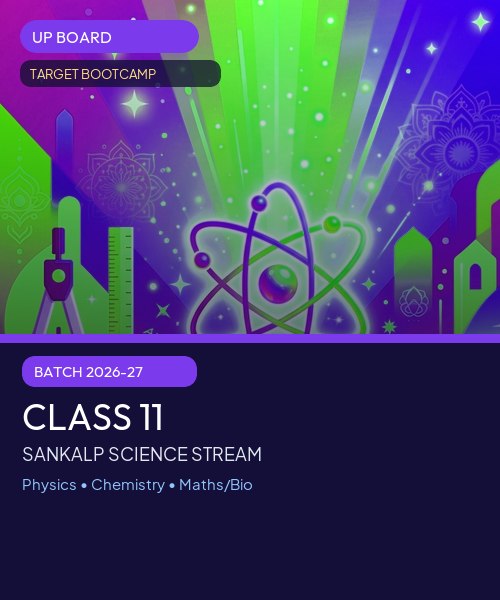 UP BOARD
TARGET BOOTCAMP
BATCH 2026-27
CLASS 11
SANKALP SCIENCE STREAM
Physics • Chemistry • Maths/Bio